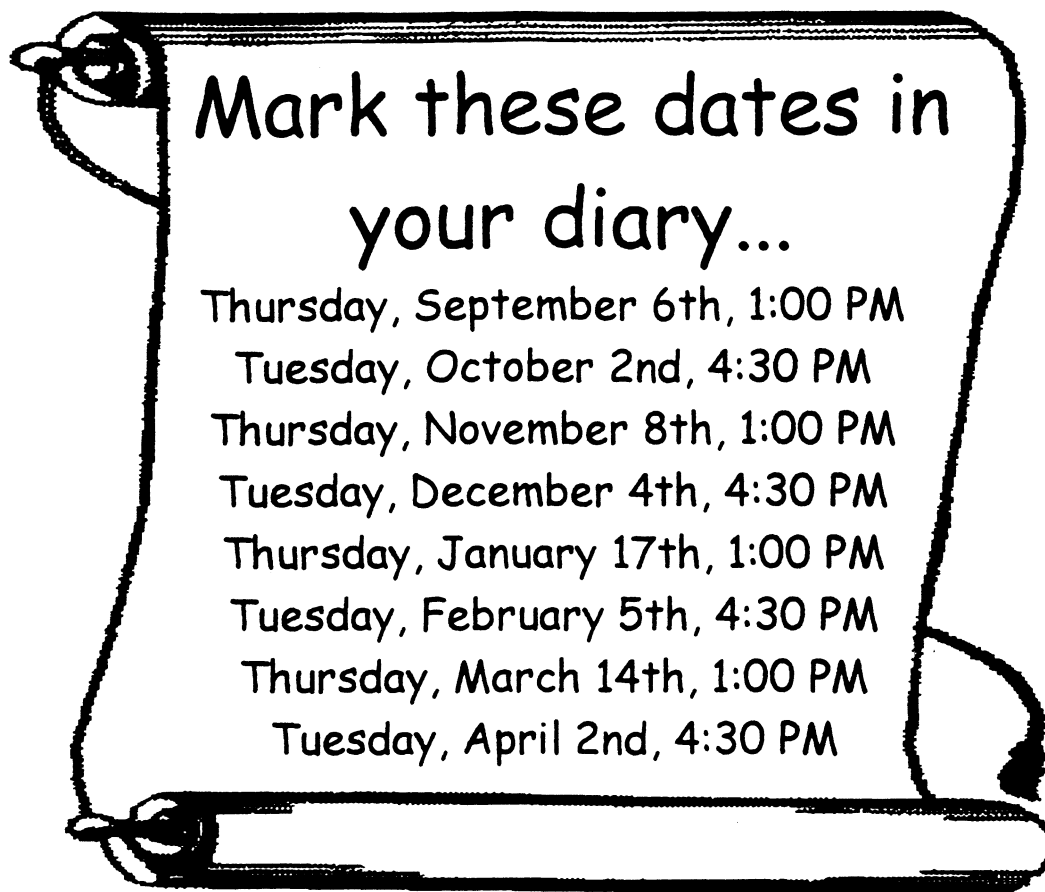 Mark these dates in
your diary...
Thursday, September 6th, 1:00 PM
Tuesday, October 2nd, 4:30 PM
Thursday, November 8th, 1:00 PM
Tuesday, December 4th, 4:30 PM
Thursday, January 17th, 1:00 PM
Tuesday, February 5th, 4:30 PM
Thursday, March 14th, 1:00 PM
Tuesday, April 2nd, 4:30 PM